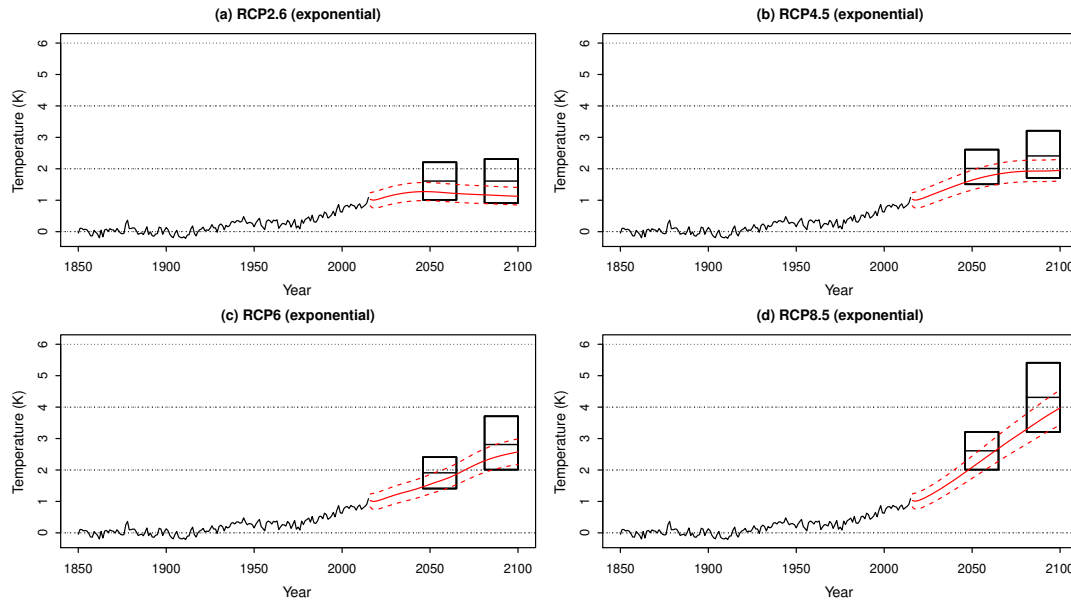 (a) RCP2.6 (exponential)
Temperature (K)
6
5
4
3
2
1
0
1850 1900 1950 2000 2050 2100
Year
(b) RCP4.5 (exponential)
Temperature (K)
6
5
4
3
2
1
0
1850 1900 1950 2000 2050 2100
Year
(c) RCP6 (exponential)
Temperature (K)
6
5
4
3
2
1
0
1850 1900 1950 2000 2050 2100
Year
(d) RCP8.5 (exponential)
Temperature (K)
6
5
4
3
2
1
0
1850 1900 1950 2000 2050 2100
Year